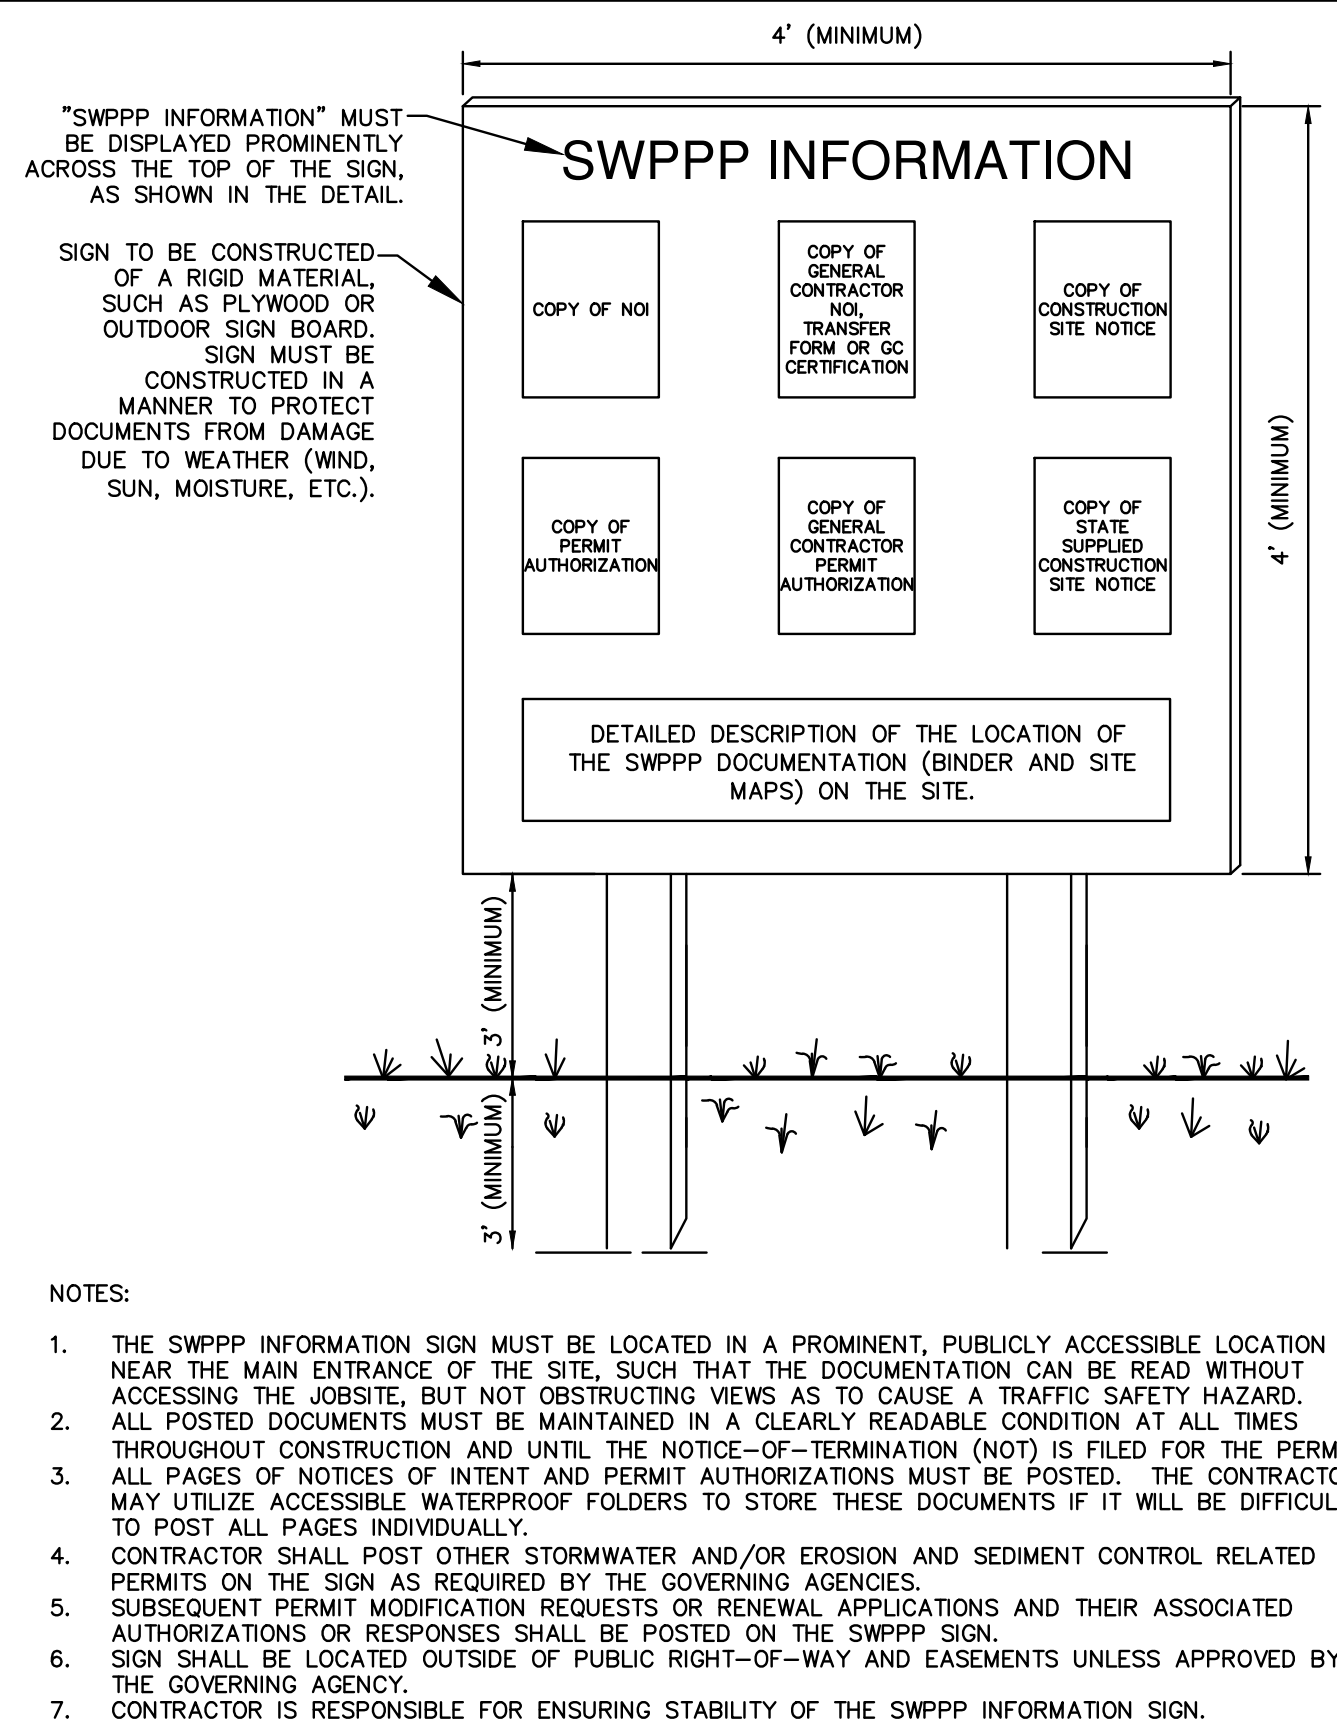 4' (MINIMUM)
"SWPPP INFORMATION" MUST
BE DISPLAYED PROMINENTLY
ACROSS THE TOP OF THE SIGN,
AS SHOWN IN THE DETAIL.
SIGN TO BE CONSTRUCTED
OF A RIGID MATERIAL,
SUCH AS PLYWOOD OR
OUTDOOR SIGN BOARD.
SIGN MUST BE
CONSTRUCTED IN A
MANNER TO PROTECT
DOCUMENTS FROM DAMAGE
DUE TO WEATHER (WIND,
SUN, MOISTURE, ETC.).
SWPPP INFORMATION
COPY OF NOI
COPY OF
GENERAL
CONTRACTOR
NOI,
TRANSFER
FORM OR GC
CERTIFICATION
COPY OF
CONSTRUCTION
SITE NOTICE
COPY OF
PERMIT
AUTHORIZATION
COPY OF
GENERAL
CONTRACTOR
PERMIT
AUTHORIZATION
COPY OF
STATE
SUPPLIED
CONSTRUCTION
SITE NOTICE
DETAILED DESCRIPTION OF THE LOCATION OF
THE SWPPP DOCUMENTATION (BINDER AND SITE
MAPS) ON THE SITE.
4' (MINIMUM)
3' (MINIMUM)
3' (MINIMUM)
NOTES:
1. THE SWPPP INFORMATION SIGN MUST BE LOCATED IN A PROMINENT, PUBLICLY ACCESSIBLE LOCATION
NEAR THE MAIN ENTRANCE OF THE SITE, SUCH THAT THE DOCUMENTATION CAN BE READ WITHOUT
ACCESSING THE JOBSITE, BUT NOT OBSTRUCTING VIEWS AS TO CAUSE A TRAFFIC SAFETY HAZARD.
2. ALL POSTED DOCUMENTS MUST BE MAINTAINED IN A CLEARLY READABLE CONDITION AT ALL TIMES
THROUGHOUT CONSTRUCTION AND UNTIL THE NOTICE-OF-TERMINATION (NOT) IS FILED FOR THE
3. ALL PAGES OF NOTICES OF INTENT AND PERMIT AUTHORIZATIONS MUST BE POSTED. THE
MAY UTILIZE ACCESSIBLE WATERPROOF FOLDERS TO STORE THESE DOCUMENTS IF IT WILL BE
TO POST ALL PAGES INDIVIDUALLY.
4. CONTRACTOR SHALL POST OTHER STORMWATER AND/OR EROSION AND SEDIMENT CONTROL RELATED
PERMITS ON THE SIGN AS REQUIRED BY THE GOVERNING AGENCIES.
5. SUBSEQUENT PERMIT MODIFICATION REQUESTS OR RENEWAL APPLICATIONS AND THEIR ASSOCIATED
AUTHORIZATIONS OR RESPONSES SHALL BE POSTED ON THE SWPPP SIGN.
6. SIGN SHALL BE LOCATED OUTSIDE OF PUBLIC RIGHT-OF-WAY AND EASEMENTS UNLESS APPROVED BY
THE GOVERNING AGENCY.
7. CONTRACTOR IS RESPONSIBLE FOR ENSURING STABILITY OF THE SWPPP INFORMATION SIGN.